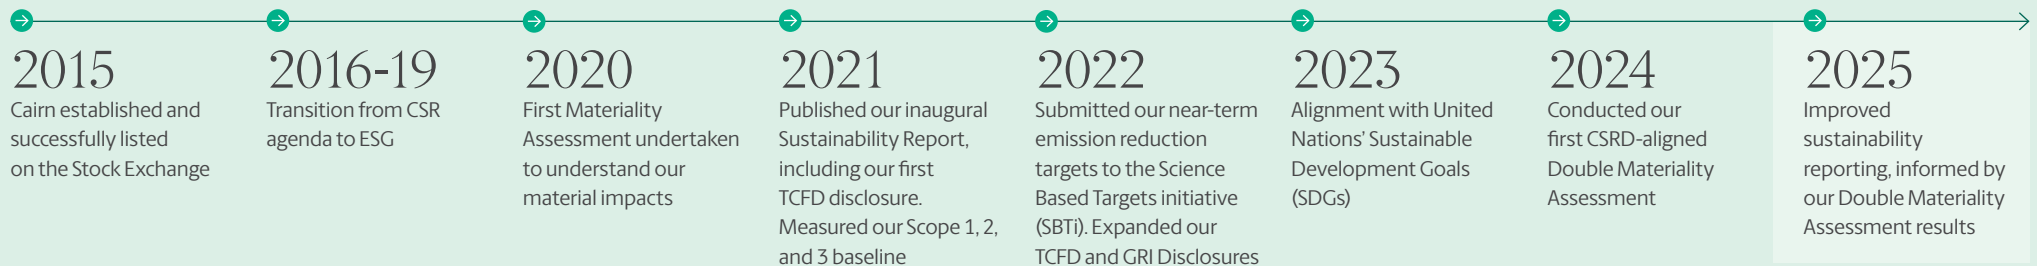 2015
Cairn established and
successfully listed
on the Stock Exchange
2016-19
Transition from CSR
agenda to ESG
2020
First Materiality
Assessment undertaken
to understand our
material impacts
2021
Published our inaugural
Sustainability Report,
including our first
TCFD disclosure.
Measured our Scope 1, 2,
and 3 baseline
2022
Submitted our near-term
emission reduction
targets to the Science
Based Targets initiative
(SBTi). Expanded our
TCFD and GRI Disclosures
2023
Alignment with United
Nations’ Sustainable
Development Goals
(SDGs)
2024
Conducted our
first CSRD-aligned
Double Materiality
Assessment
2025
Improved
sustainability
reporting, informed by
our Double Materiality
Assessment results